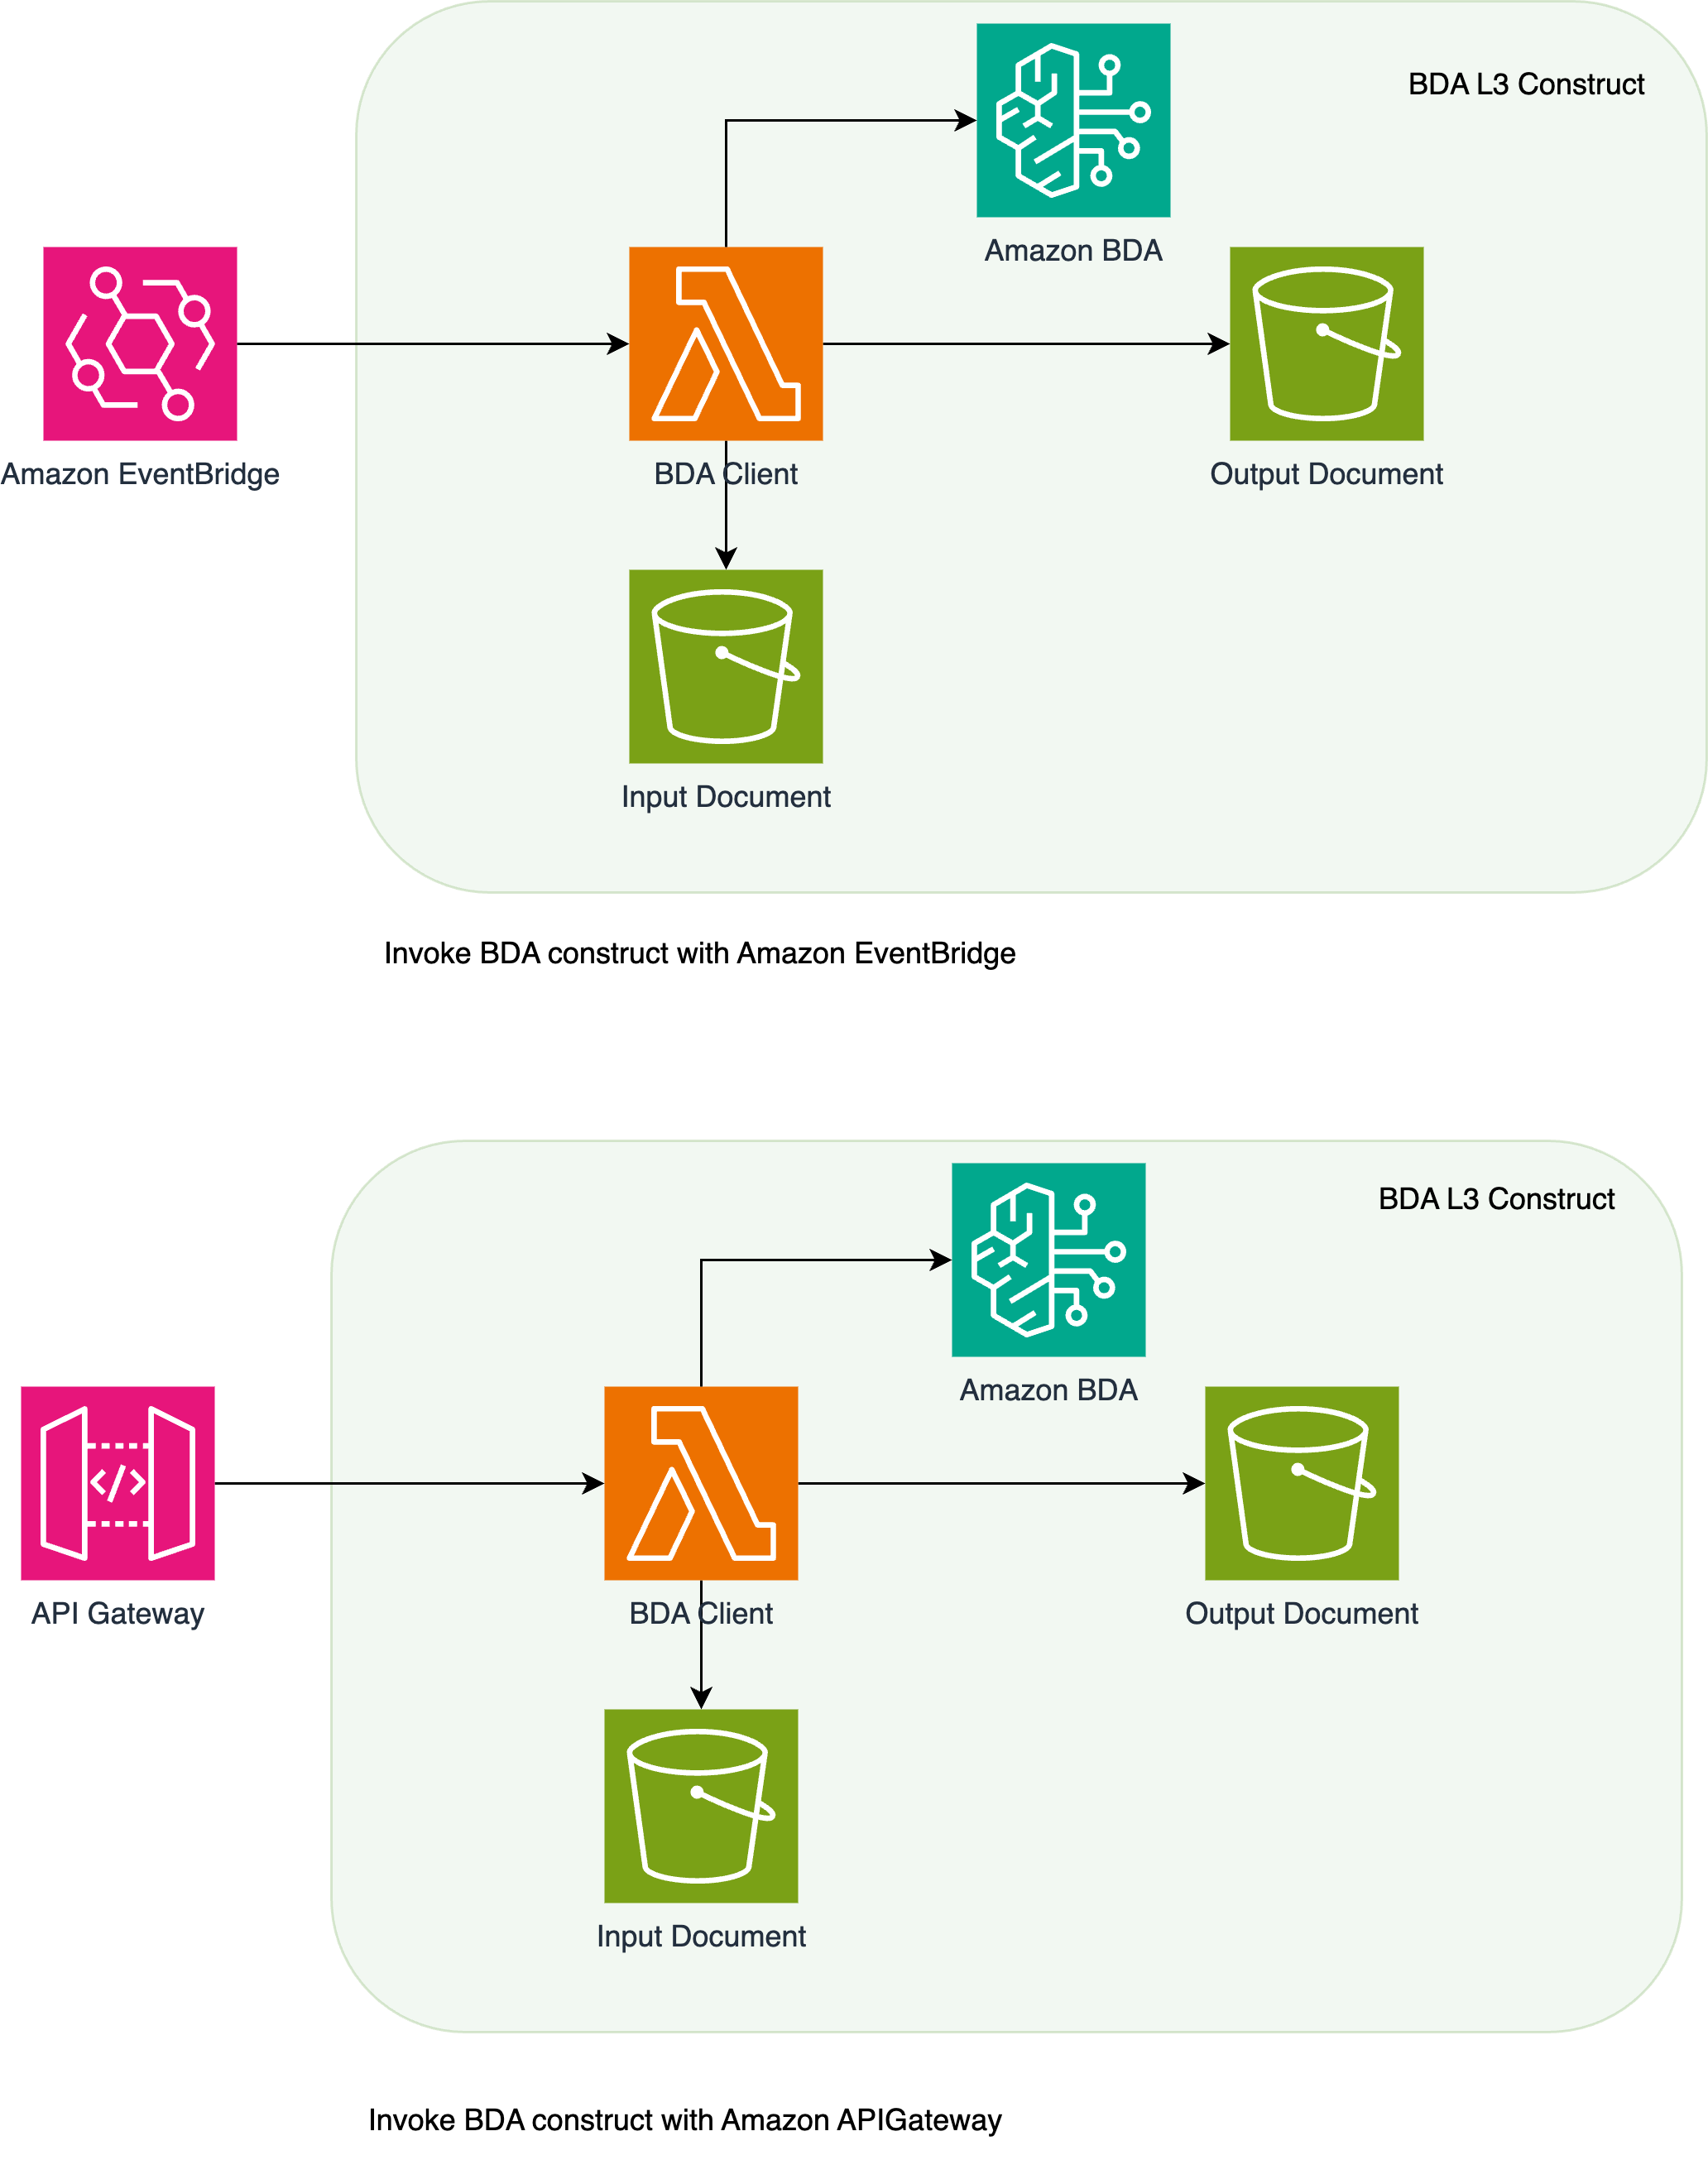 BDA L3 Construct
Amazon BDA
Amazon EventBridge
BDA Client
Output Document
Input Document
Invoke BDA construct with Amazon EventBridge
BDA L3 Construct
Amazon BDA
API Gateway
BDA Client
Output Document
Input Document
Invoke BDA construct with Amazon APIGateway